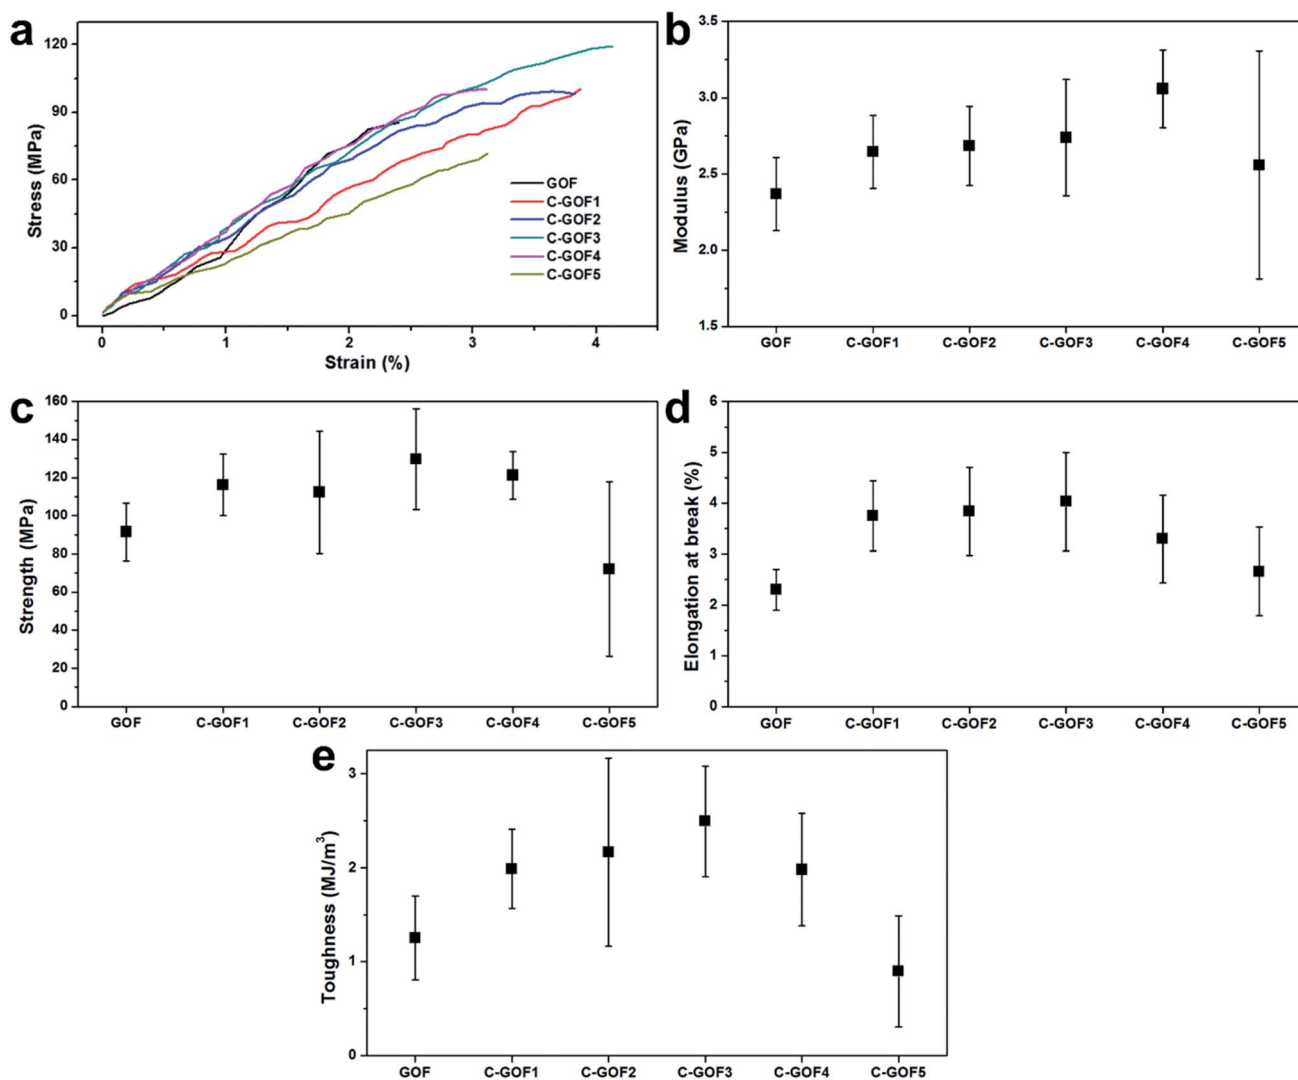 a
Stress (MPa)
120
90
60
30
0
GOF
C-GOF1
C-GOF2
C-GOF3
C-GOF4
C-GOF5
0 1 2 3 4
Strain (%)
b
Modulus (GPa)
3.5
3.0
2.5
2.0
1.5
GOF C-GOF1 C-GOF2 C-GOF3 C-GOF4 C-GOF5
c
Strength (MPa)
160
140
120
100
80
60
40
20
0
GOF C-GOF1 C-GOF2 C-GOF3 C-GOF4 C-GOF5
d
Elongation at break (%)
6
5
4
3
2
1
0
GOF C-GOF1 C-GOF2 C-GOF3 C-GOF4 C-GOF5
e
Toughness (MJ/m³)
3
2
1
0
GOF C-GOF1 C-GOF2 C-GOF3 C-GOF4 C-GOF5